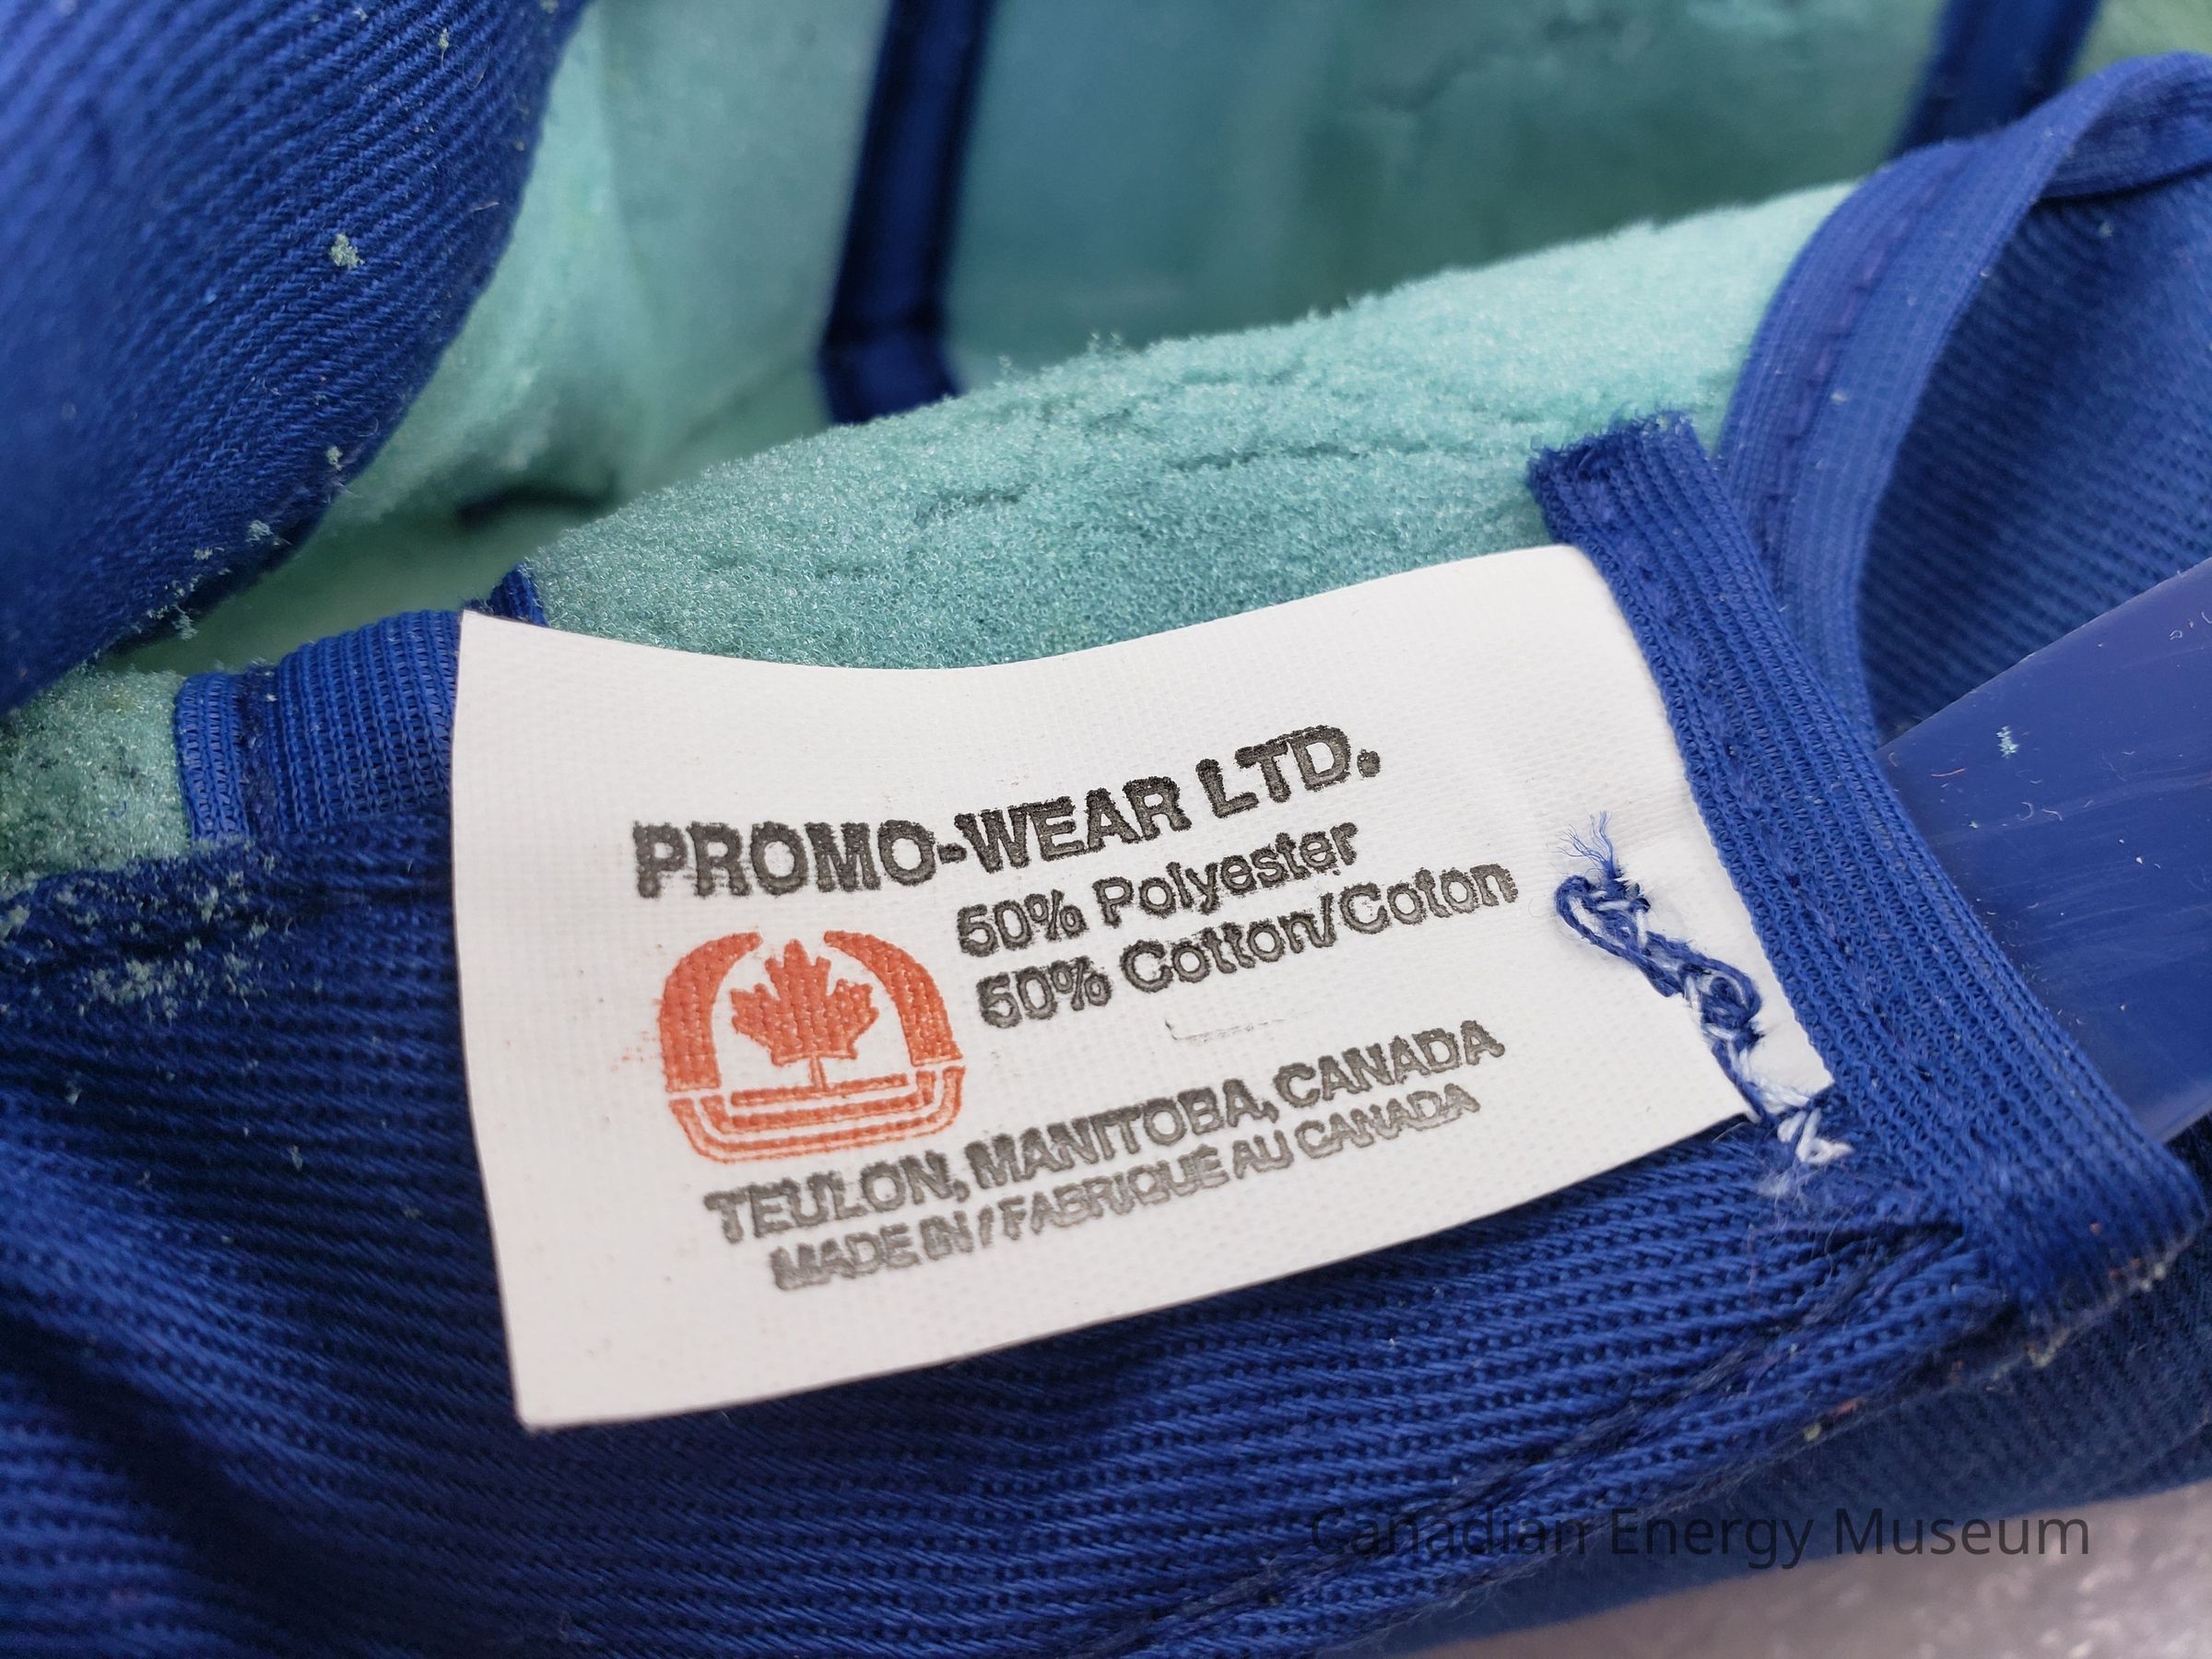 PROMO-WEAR LTD.
50% Polyester
50% Cotton/Coton
TEULON, MANITOBA, CANADA
MADE IN / FABRIQUÉ AU CANADA
Canadian Energy Museum